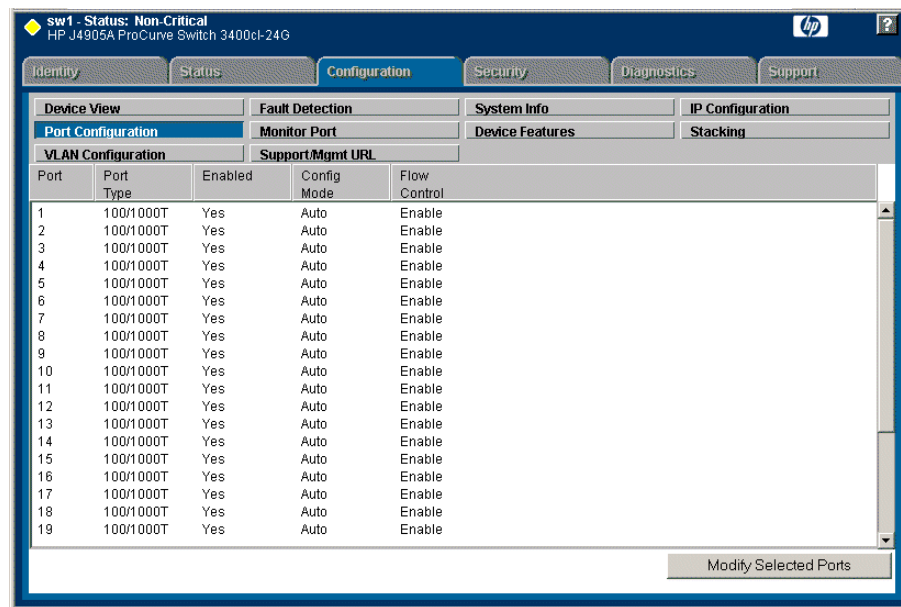 sw1 - Status: Non-Critical
HP J4905A ProCurve Switch 3400cl-24G
hp
?
Identity Status Configuration Security Diagnostics Support
Device View Fault Detection System Info IP Configuration
Port Configuration Monitor Port Device Features Stacking
VLAN Configuration Support/Mgmt URL
Port Port Type Enabled Config Mode Flow Control
1 100/1000T Yes Auto Enable
2 100/1000T Yes Auto Enable
3 100/1000T Yes Auto Enable
4 100/1000T Yes Auto Enable
5 100/1000T Yes Auto Enable
6 100/1000T Yes Auto Enable
7 100/1000T Yes Auto Enable
8 100/1000T Yes Auto Enable
9 100/1000T Yes Auto Enable
10 100/1000T Yes Auto Enable
11 100/1000T Yes Auto Enable
12 100/1000T Yes Auto Enable
13 100/1000T Yes Auto Enable
14 100/1000T Yes Auto Enable
15 100/1000T Yes Auto Enable
16 100/1000T Yes Auto Enable
17 100/1000T Yes Auto Enable
18 100/1000T Yes Auto Enable
19 100/1000T Yes Auto Enable
Modify Selected Ports